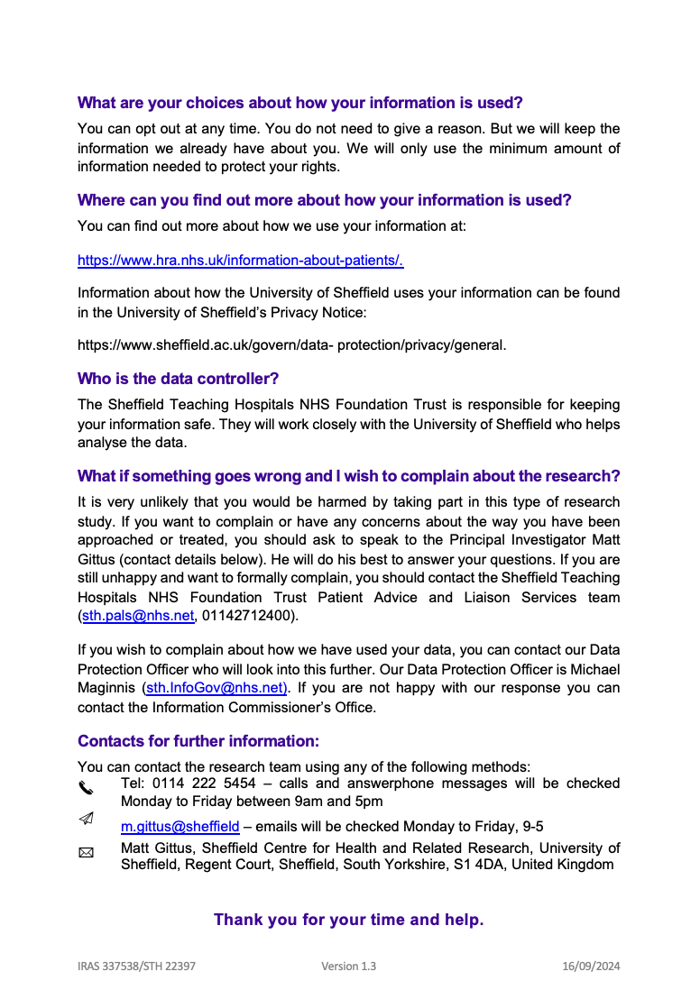 What are your choices about how your information is used?
You can opt out at any time. You do not need to give a reason. But we will keep the
information we already have about you. We will only use the minimum amount of
information needed to protect your rights.
Where can you find out more about how your information is used?
You can find out more about how we use your information at:
https://www.hra.nhs.uk/information-about-patients/.
Information about how the University of Sheffield uses your information can be found
in the University of Sheffield’s Privacy Notice:
https://www.sheffield.ac.uk/govern/data- protection/privacy/general.
Who is the data controller?
The Sheffield Teaching Hospitals NHS Foundation Trust is responsible for keeping
your information safe. They will work closely with the University of Sheffield who helps
analyse the data.
What if something goes wrong and I wish to complain about the research?
It is very unlikely that you would be harmed by taking part in this type of research
study. If you want to complain or have any concerns about the way you have been
approached or treated, you should ask to speak to the Principal Investigator Matt
Gittus (contact details below). He will do his best to answer your questions. If you are
still unhappy and want to formally complain, you should contact the Sheffield Teaching
Hospitals NHS Foundation Trust Patient Advice and Liaison Services team
(sth.pals@nhs.net, 01142712400).
If you wish to complain about how we have used your data, you can contact our Data
Protection Officer who will look into this further. Our Data Protection Officer is Michael
Maginnis (sth.InfoGov@nhs.net). If you are not happy with our response you can
contact the Information Commissioner’s Office.
Contacts for further information:
You can contact the research team using any of the following methods:
Tel: 0114 222 5454 – calls and answerphone messages will be checked
Monday to Friday between 9am and 5pm
m.gittus@sheffield – emails will be checked Monday to Friday, 9-5
Matt Gittus, Sheffield Centre for Health and Related Research, University of
Sheffield, Regent Court, Sheffield, South Yorkshire, S1 4DA, United Kingdom
Thank you for your time and help.
IRAS 337538/STH 22397 Version 1.3 16/09/2024